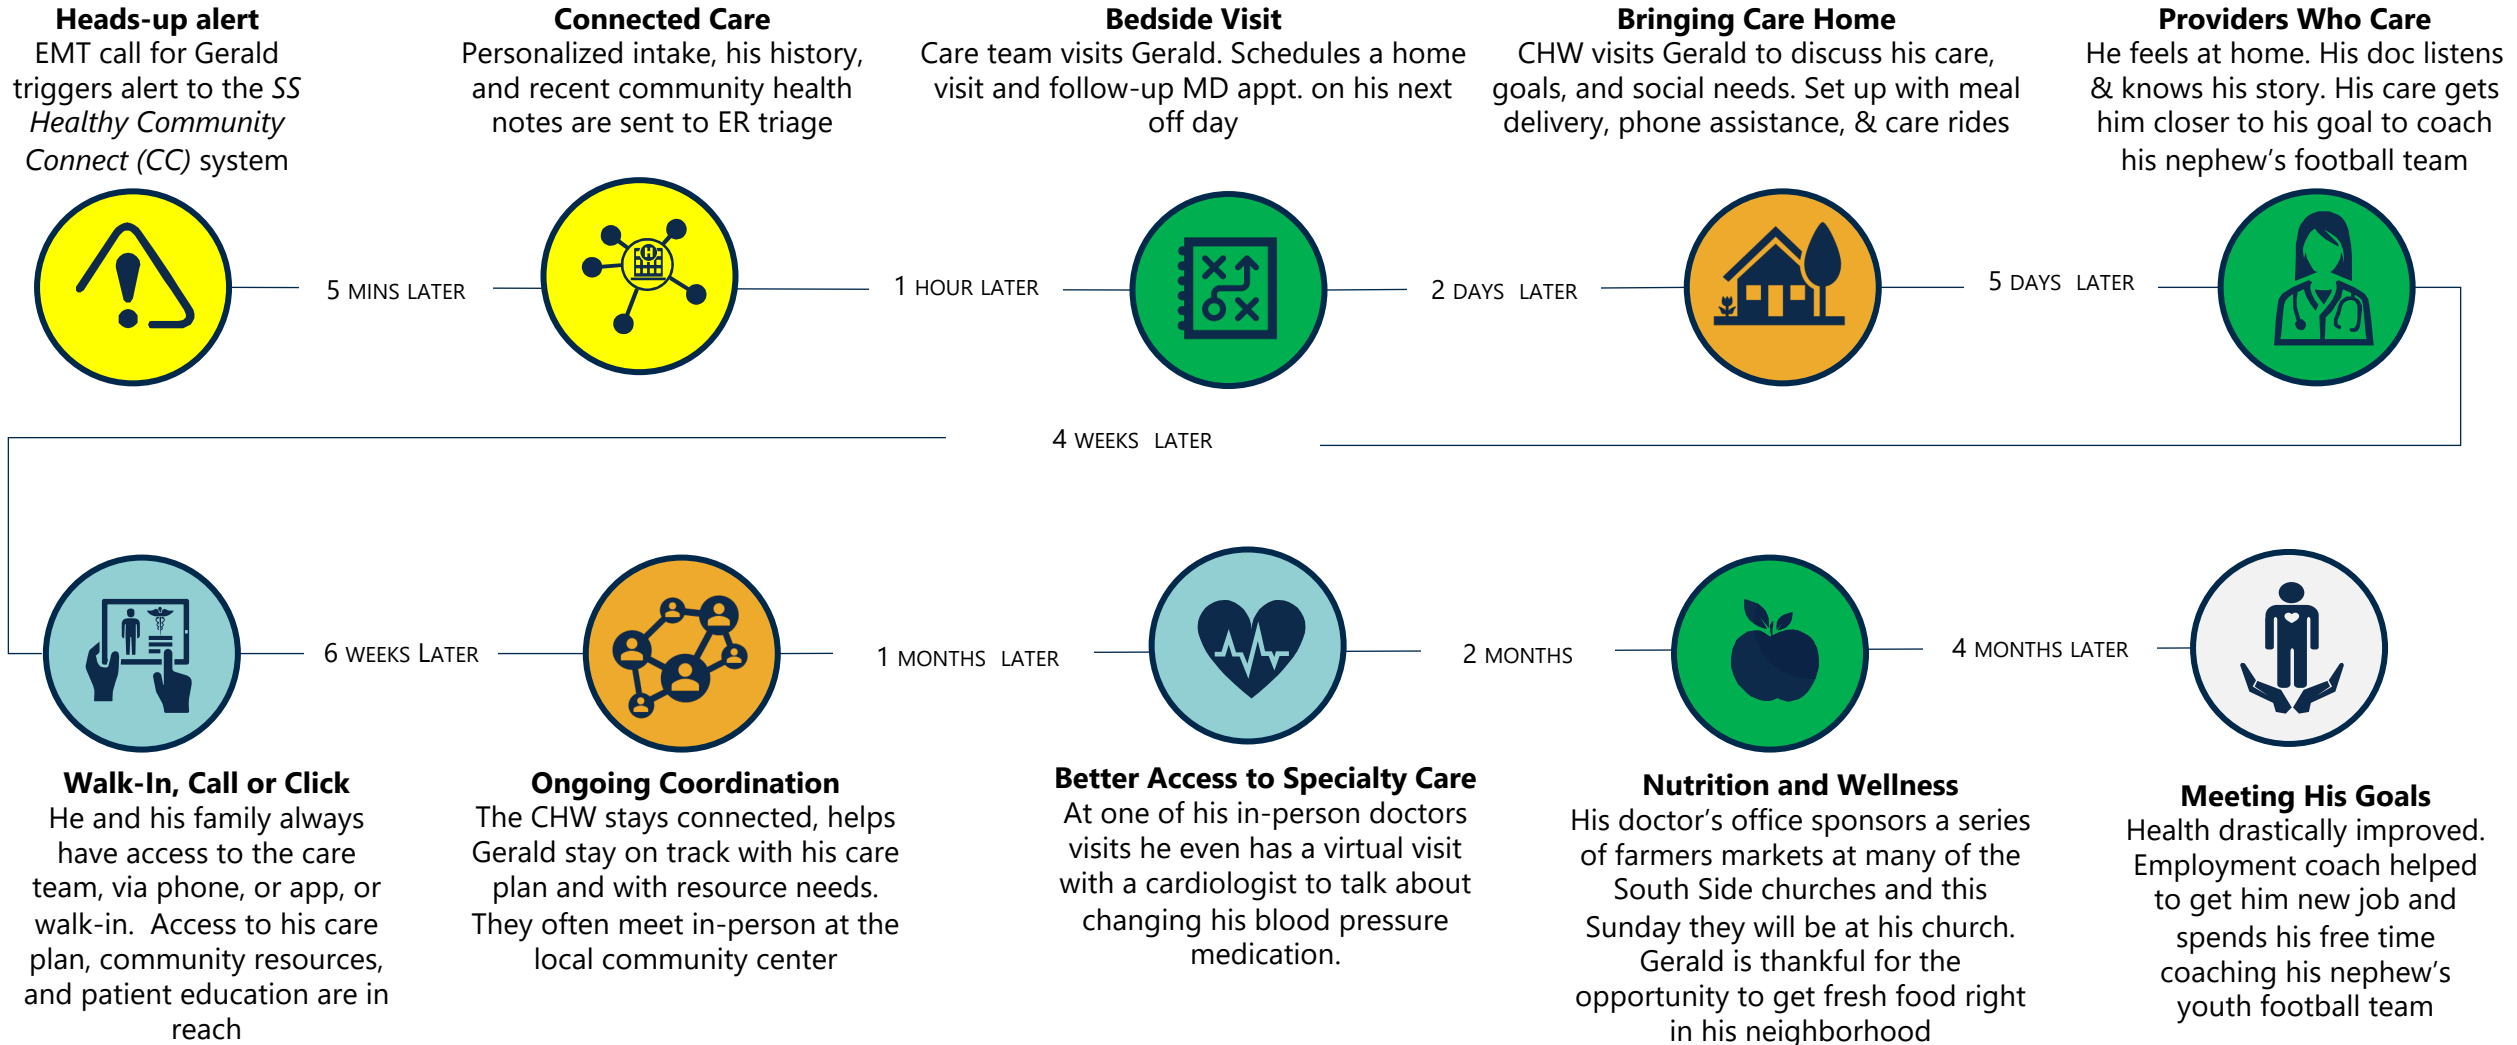 Heads-up alert
EMT call for Gerald
triggers alert to the SS
Healthy Community
Connect (CC) system
5 MINS LATER
Connected Care
Personalized intake, his history,
and recent community health
notes are sent to ER triage
1 HOUR LATER
Bedside Visit
Care team visits Gerald. Schedules a home
visit and follow-up MD appt. on his next
off day
2 DAYS LATER
Bringing Care Home
CHW visits Gerald to discuss his care,
goals, and social needs. Set up with meal
delivery, phone assistance, & care rides
5 DAYS LATER
Providers Who Care
He feels at home. His doc listens
& knows his story. His care gets
him closer to his goal to coach
his nephew's football team
4 WEEKS LATER
Walk-In, Call or Click
He and his family always
have access to the care
team, via phone, or app, or
walk-in. Access to his care
plan, community resources,
and patient education are in
reach
6 WEEKS LATER
Ongoing Coordination
The CHW stays connected, helps
Gerald stay on track with his care
plan and with resource needs.
They often meet in-person at the
local community center
1 MONTHS LATER
Better Access to Specialty Care
At one of his in-person doctors
visits he even has a virtual visit
with a cardiologist to talk about
changing his blood pressure
medication.
2 MONTHS
Nutrition and Wellness
His doctor's office sponsors a series
of farmers markets at many of the
South Side churches and this
Sunday they will be at his church.
Gerald is thankful for the
opportunity to get fresh food right
in his neighborhood
4 MONTHS LATER
Meeting His Goals
Health drastically improved.
Employment coach helped
to get him new job and
spends his free time
coaching his nephew's
youth football team